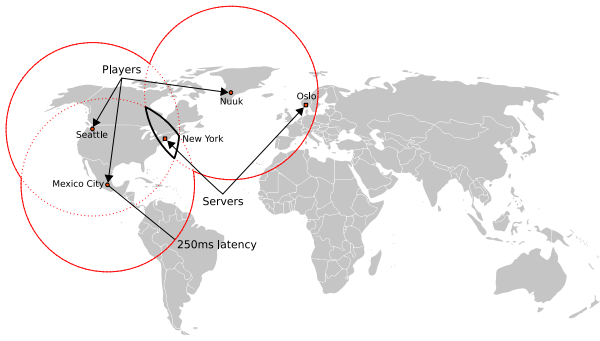 Players
Nuuk
Oslo
Seattle
New York
Mexico City
Servers
250ms latency